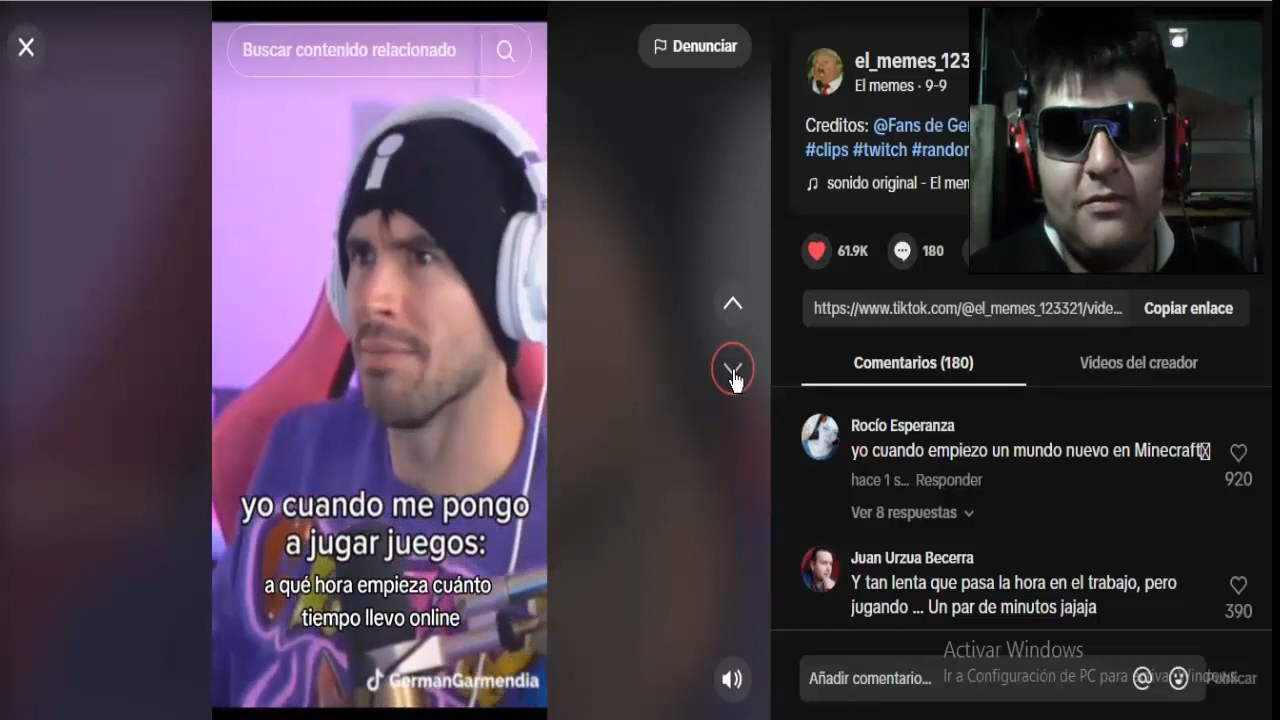 Buscar contenido relacionado
Denunciar
el_memes_123
El memes · 9-9
Creditos: @Fans de Ger
#clips #twitch #randor
sonido original - El mem
61.9K
180
https://www.tiktok.com/@el_memes_123321/vide...
Copiar enlace
Comentarios (180)
Videos del creador
Rocío Esperanza
yo cuando empiezo un mundo nuevo en Minecraft
920
hace 1 s... Responder
Ver 8 respuestas
Juan Urzua Becerra
Y tan lenta que pasa la hora en el trabajo, pero
jugando ... Un par de minutos jajaja
390
Añadir comentario...
Publicar
Activar Windows
Ir a Configuración de PC para activar Windows.
i
yo cuando me pongo
a jugar juegos:
a qué hora empieza cuánto
tiempo llevo online
GermanGarmendia